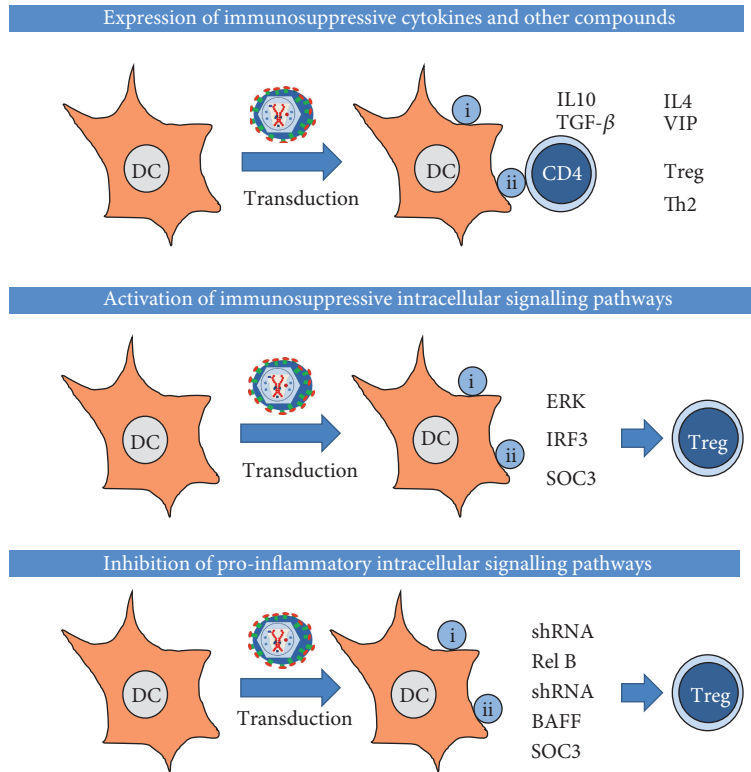 Expression of immunosuppressive cytokines and other compounds
DC
Transduction
DC
i
ii
CD4
IL10
TGF-β
IL4
VIP
Treg
Th2
Activation of immunosuppressive intracellular signalling pathways
DC
Transduction
DC
i
ii
ERK
IRF3
SOC3
Treg
Inhibition of pro-inflammatory intracellular signalling pathways
DC
Transduction
DC
i
ii
shRNA
Rel B
shRNA
BAFF
SOC3
Treg